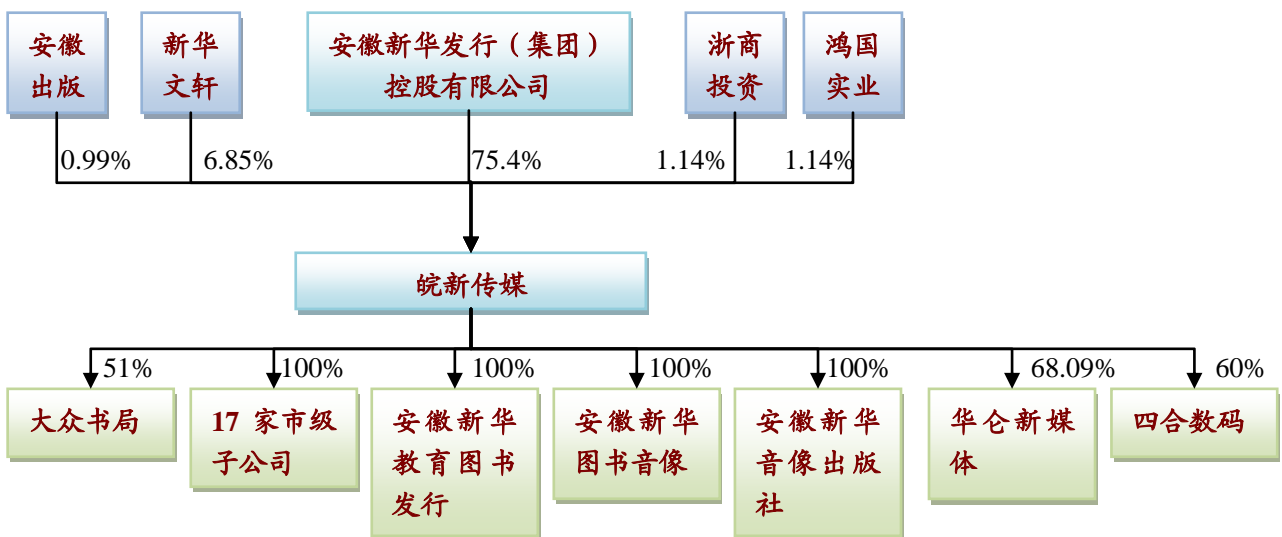 安徽
出版
新华
文轩
安徽新华发行（集团）
控股有限公司
浙商
投资
鸿国
实业
0.99%
6.85%
75.4%
1.14%
1.14%
皖新传媒
51%
100%
100%
100%
100%
68.09%
60%
大众书局
17 家市级
子公司
安徽新华
教育图书
发行
安徽新华
图书音像
安徽新华
音像出版
社
华仑新媒
体
四合数码